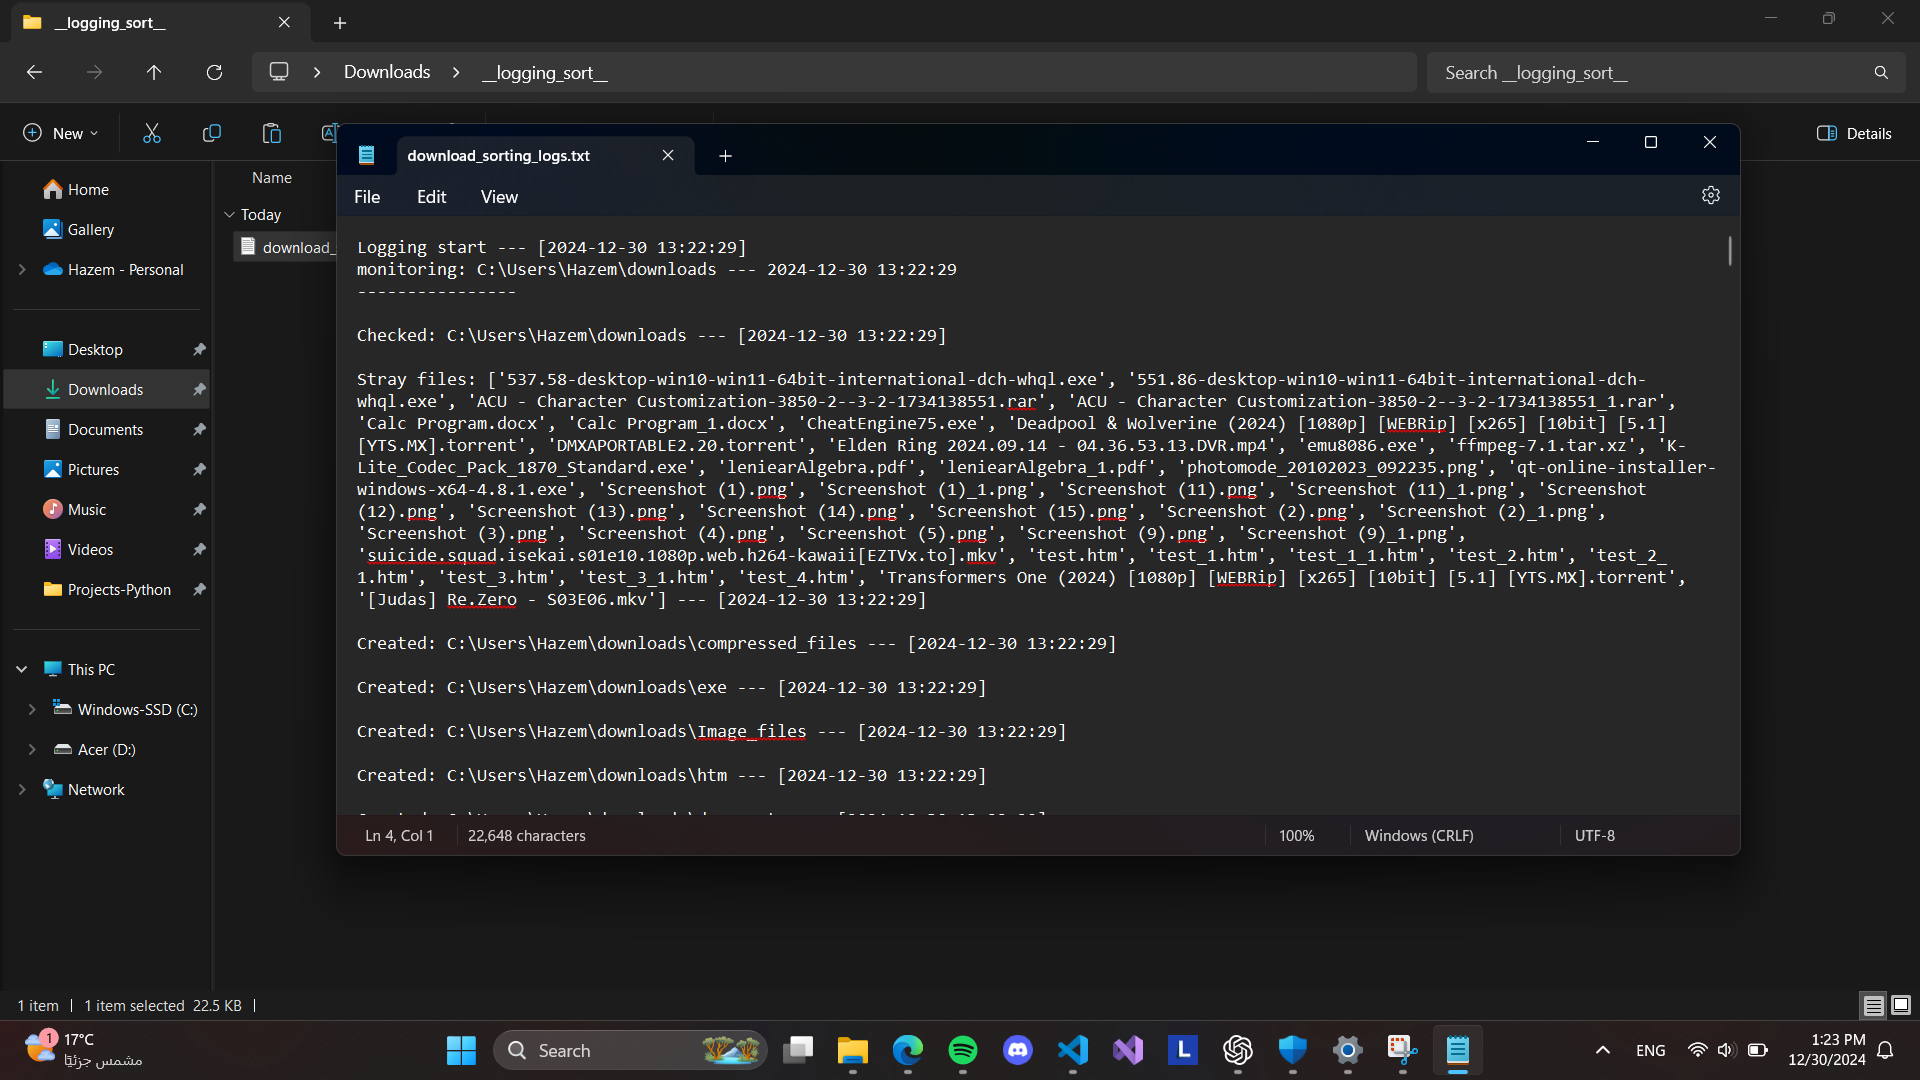 __logging_sort__
Downloads
__logging_sort__
Search __logging_sort__
New
Details
download_sorting_logs.txt
File Edit View
Name
Home
Gallery
Hazem - Personal
Desktop
Downloads
Documents
Pictures
Music
Videos
Projects-Python
This PC
Windows-SSD (C:)
Acer (D:)
Network
Today
download_
Logging start --- [2024-12-30 13:22:29]
monitoring: C:\Users\Hazem\downloads --- 2024-12-30 13:22:29
----------------
Checked: C:\Users\Hazem\downloads --- [2024-12-30 13:22:29]
Stray files: ['537.58-desktop-win10-win11-64bit-international-dch-whql.exe', '551.86-desktop-win10-win11-64bit-international-dch-
whql.exe', 'ACU - Character Customization-3850-2--3-2-1734138551.rar', 'ACU - Character Customization-3850-2--3-2-1734138551_1.rar',
'Calc Program.docx', 'Calc Program_1.docx', 'CheatEngine75.exe', 'Deadpool & Wolverine (2024) [1080p] [WEBRip] [x265] [10bit] [5.1]
[YTS.MX].torrent', 'DMXAPORTABLE2.20.torrent', 'Elden Ring 2024.09.14 - 04.36.53.13.DVR.mp4', 'emu8086.exe', 'ffmpeg-7.1.tar.xz', 'K-
Lite_Codec_Pack_1870_Standard.exe', 'leniearAlgebra.pdf', 'leniearAlgebra_1.pdf', 'photomode_20102023_092235.png', 'qt-online-installer-
windows-x64-4.8.1.exe', 'Screenshot (1).png', 'Screenshot (1)_1.png', 'Screenshot (11).png', 'Screenshot (11)_1.png', 'Screenshot
(12).png', 'Screenshot (13).png', 'Screenshot (14).png', 'Screenshot (15).png', 'Screenshot (2).png', 'Screenshot (2)_1.png',
'Screenshot (3).png', 'Screenshot (4).png', 'Screenshot (5).png', 'Screenshot (9).png', 'Screenshot (9)_1.png',
'suicide.squad.isekai.s01e10.1080p.web.h264-kawaii[EZTVx.to].mkv', 'test.htm', 'test_1.htm', 'test_1_1.htm', 'test_2.htm', 'test_2_
1.htm', 'test_3.htm', 'test_3_1.htm', 'test_4.htm', 'Transformers One (2024) [1080p] [WEBRip] [x265] [10bit] [5.1] [YTS.MX].torrent',
'[Judas] Re.Zero - S03E06.mkv'] --- [2024-12-30 13:22:29]
Created: C:\Users\Hazem\downloads\compressed_files --- [2024-12-30 13:22:29]
Created: C:\Users\Hazem\downloads\exe --- [2024-12-30 13:22:29]
Created: C:\Users\Hazem\downloads\Image_files --- [2024-12-30 13:22:29]
Created: C:\Users\Hazem\downloads\htm --- [2024-12-30 13:22:29]
Ln 4, Col 1 22,648 characters 100% Windows (CRLF) UTF-8
1 item 1 item selected 22.5 KB
1
17°C
مشمس جزئيًا
Search
L
ENG
1:23 PM
12/30/2024